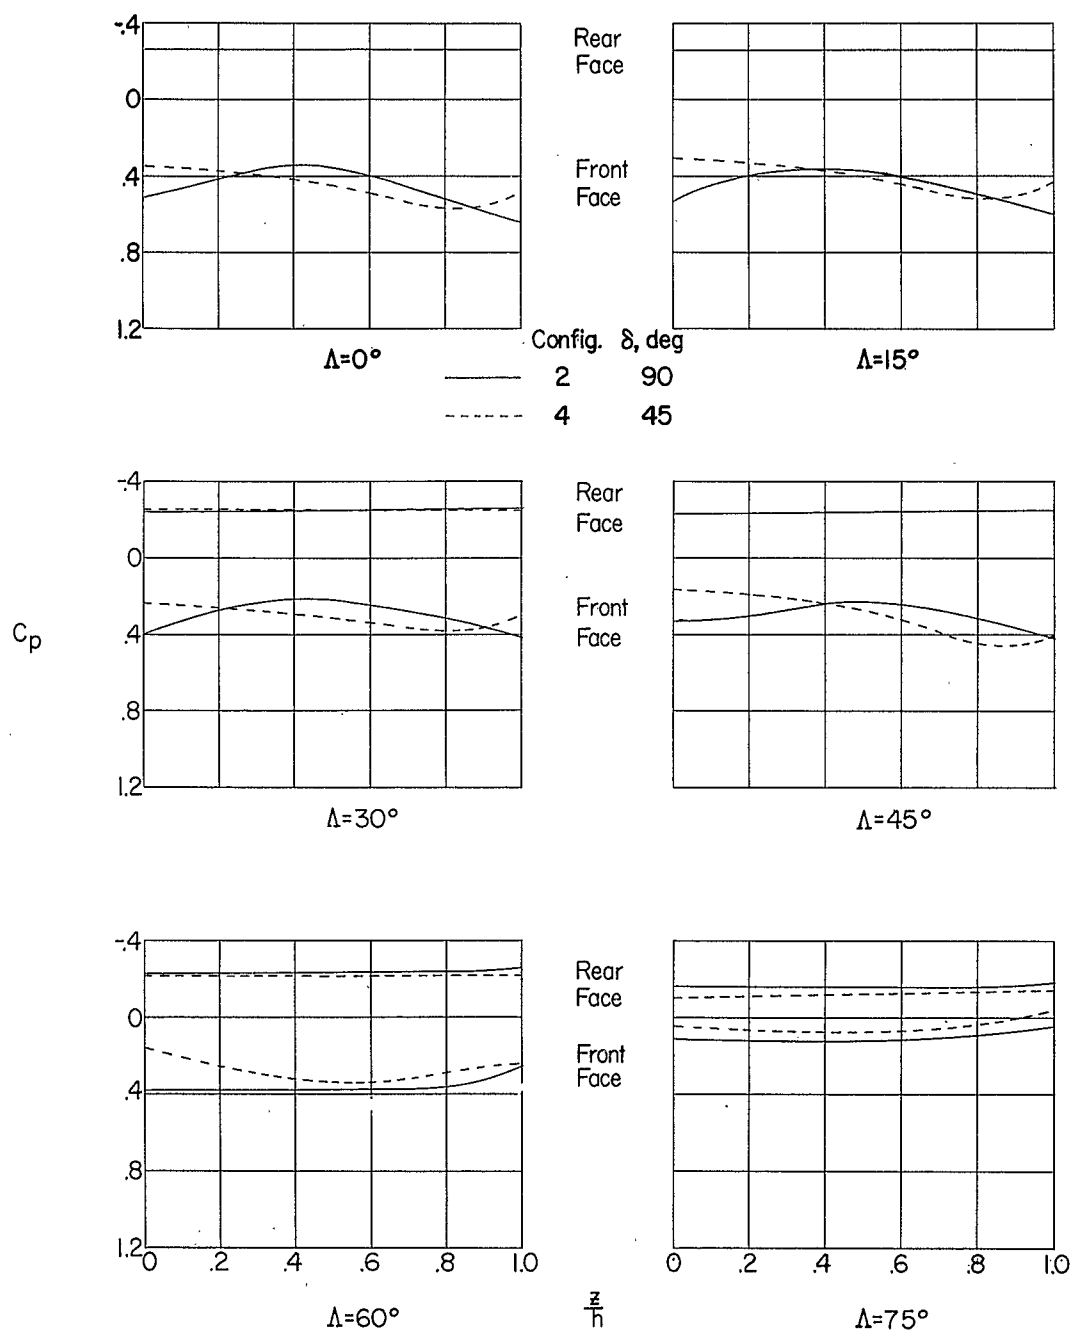 -.4
0
.4
.8
1.2
Rear
Face
Front
Face
Λ=0°
Λ=15°
Config. δ, deg
2 90
4 45
-.4
0
.4
.8
1.2
Cp
Rear
Face
Front
Face
Λ=30°
Λ=45°
-.4
0
.4
.8
1.2
Rear
Face
Front
Face
0 .2 .4 .6 .8 1.0
0 .2 .4 .6 .8 1.0
z
h
Λ=60°
Λ=75°